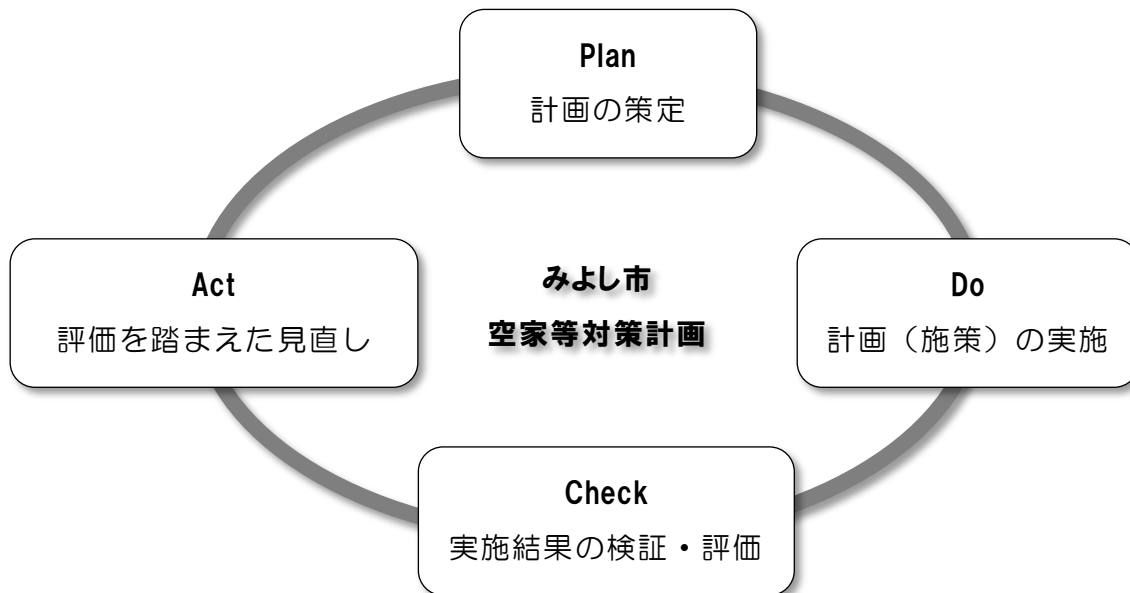 Plan
計画の策定
Act
評価を踏まえた見直し
みよし市
空家等対策計画
Do
計画（施策）の実施
Check
実施結果の検証・評価